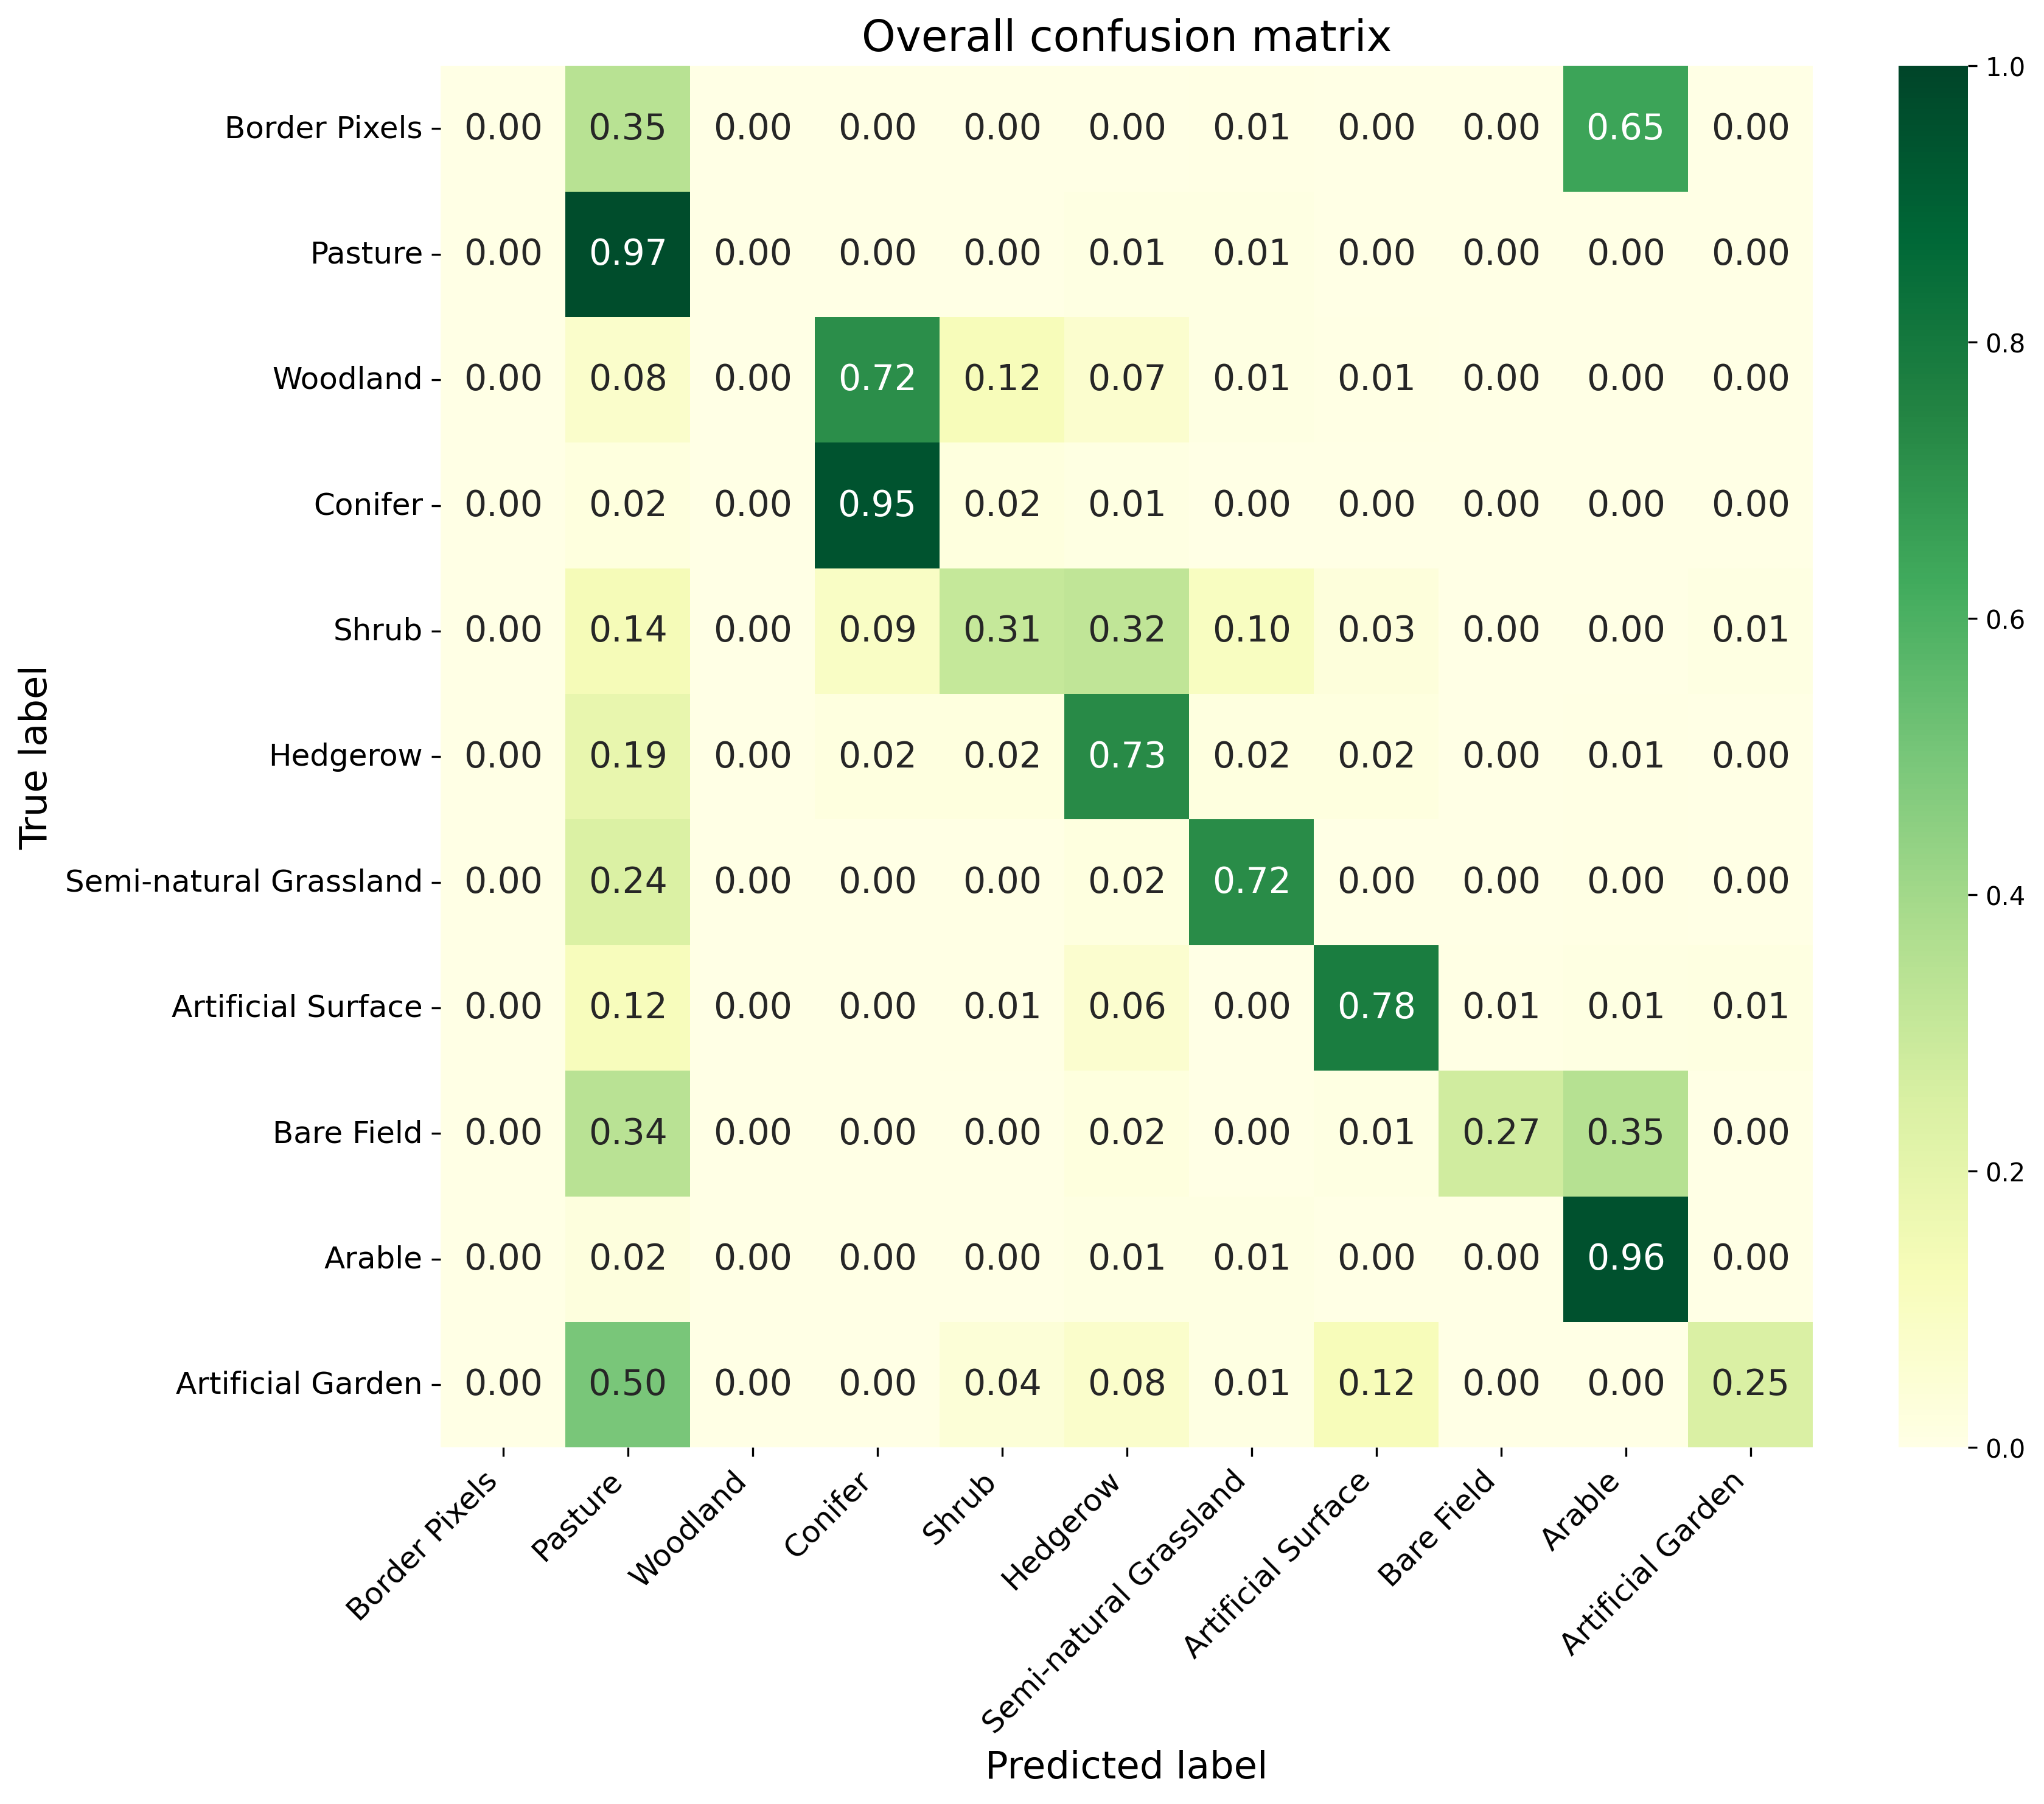 Overall confusion matrix
True label
Border Pixels 0.00 0.35 0.00 0.00 0.00 0.00 0.01 0.00 0.00 0.65 0.00
Pasture 0.00 0.97 0.00 0.00 0.00 0.01 0.01 0.00 0.00 0.00 0.00
Woodland 0.00 0.08 0.00 0.72 0.12 0.07 0.01 0.01 0.00 0.00 0.00
Conifer 0.00 0.02 0.00 0.95 0.02 0.01 0.00 0.00 0.00 0.00 0.00
Shrub 0.00 0.14 0.00 0.09 0.31 0.32 0.10 0.03 0.00 0.00 0.01
Hedgerow 0.00 0.19 0.00 0.02 0.02 0.73 0.02 0.02 0.00 0.01 0.00
Semi-natural Grassland 0.00 0.24 0.00 0.00 0.00 0.02 0.72 0.00 0.00 0.00 0.00
Artificial Surface 0.00 0.12 0.00 0.00 0.01 0.06 0.00 0.78 0.01 0.01 0.01
Bare Field 0.00 0.34 0.00 0.00 0.00 0.02 0.00 0.01 0.27 0.35 0.00
Arable 0.00 0.02 0.00 0.00 0.00 0.01 0.01 0.00 0.00 0.96 0.00
Artificial Garden 0.00 0.50 0.00 0.00 0.04 0.08 0.01 0.12 0.00 0.00 0.25
Border Pixels
Pasture
Woodland
Conifer
Shrub
Hedgerow
Semi-natural Grassland
Artificial Surface
Bare Field
Arable
Artificial Garden
Predicted label
1.0
0.8
0.6
0.4
0.2
0.0